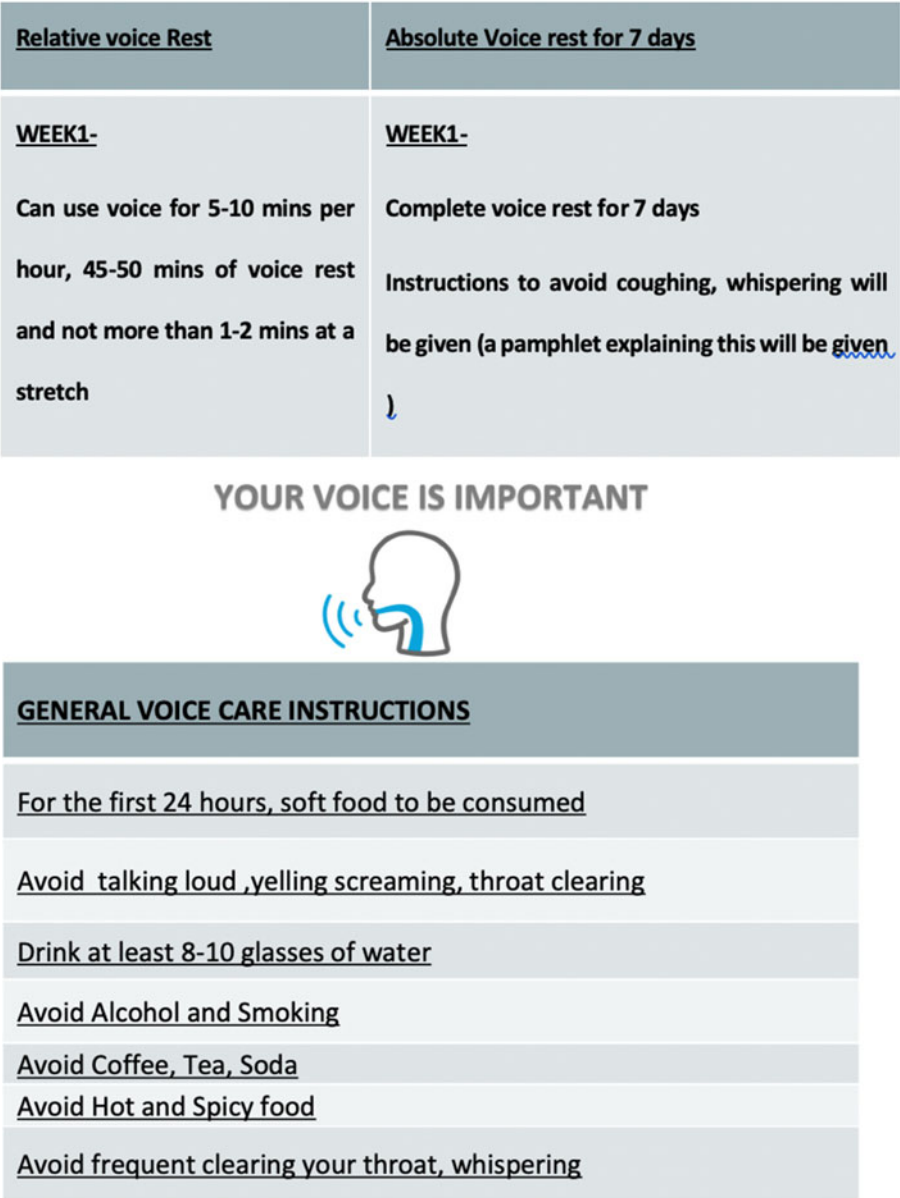 Relative voice Rest
Absolute Voice rest for 7 days
WEEK1-
Can use voice for 5-10 mins per
hour, 45-50 mins of voice rest
and not more than 1-2 mins at a
stretch
WEEK1-
Complete voice rest for 7 days
Instructions to avoid coughing, whispering will
be given (a pamphlet explaining this will be given
)
YOUR VOICE IS IMPORTANT
GENERAL VOICE CARE INSTRUCTIONS
For the first 24 hours, soft food to be consumed
Avoid  talking loud ,yelling screaming, throat clearing
Drink at least 8-10 glasses of water
Avoid Alcohol and Smoking
Avoid Coffee, Tea, Soda
Avoid Hot and Spicy food
Avoid frequent clearing your throat, whispering